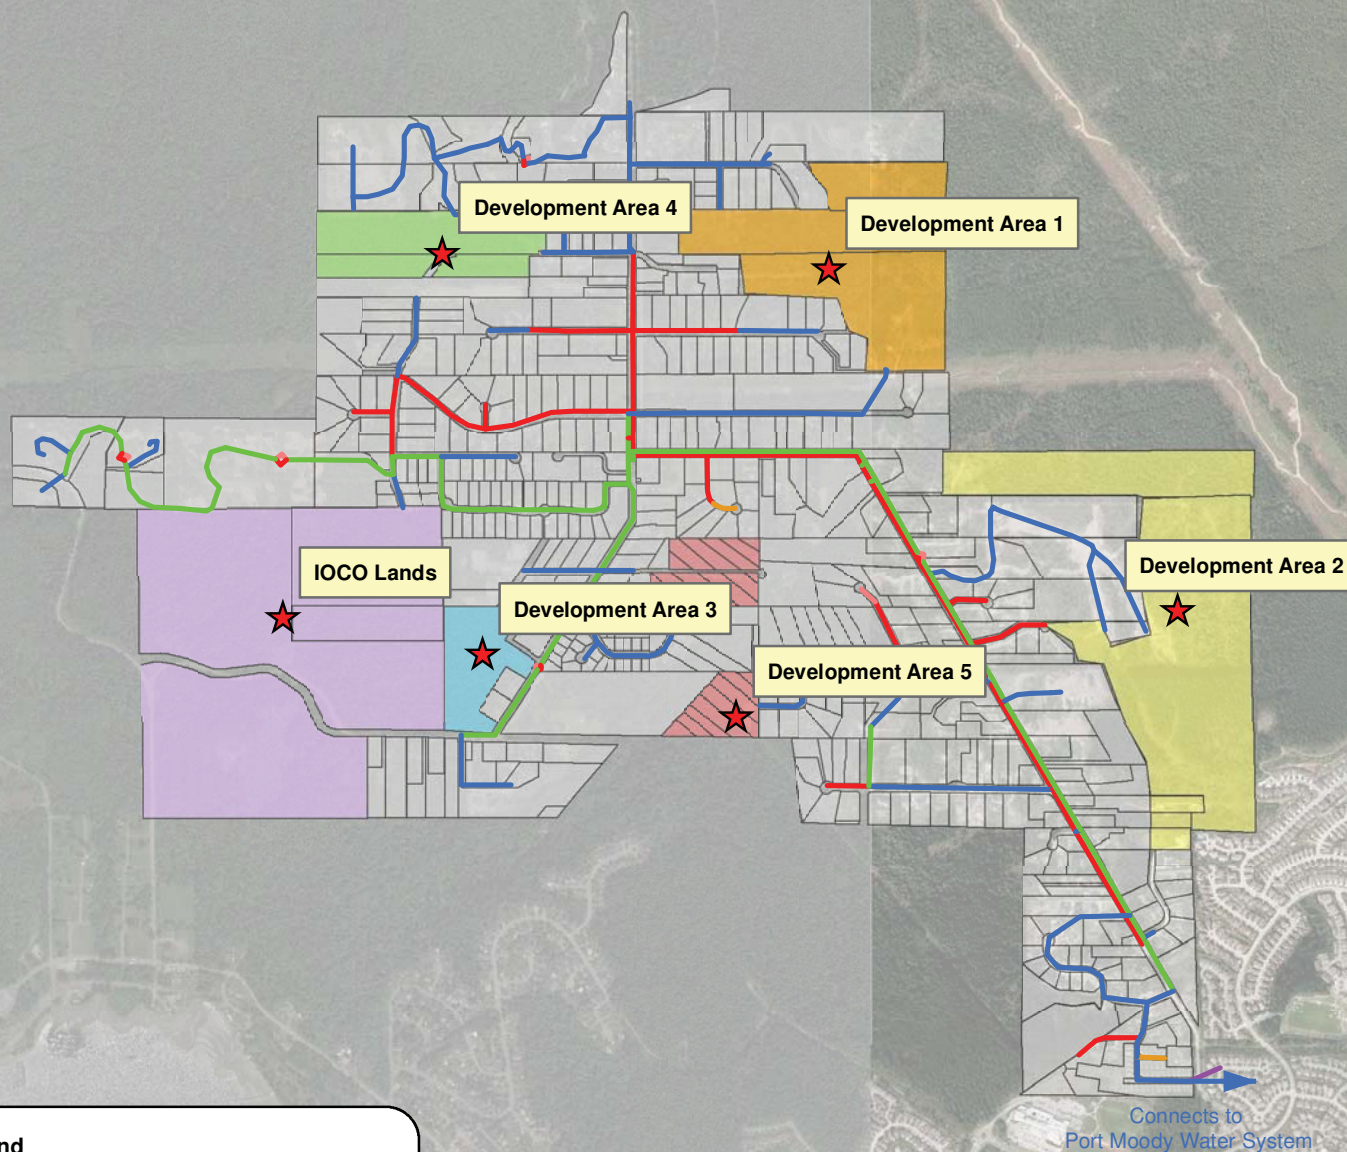 Development Area 4
Development Area 1
IOCO Lands
Development Area 2
Development Area 3
Development Area 5
Connects to
Port Moody Water System